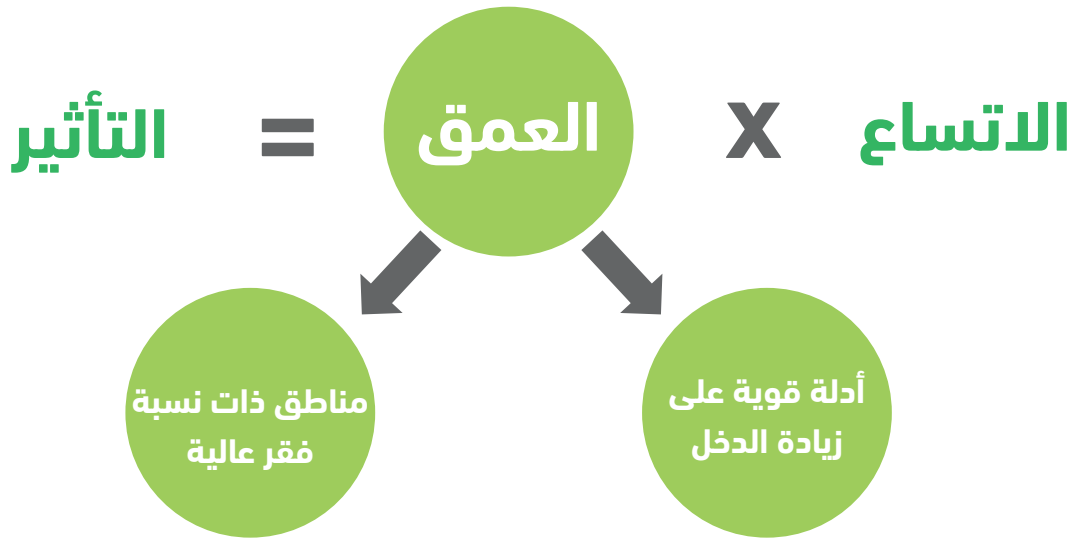 الاتساع X العمق = التأثير
أدلة قوية على
زيادة الدخل
مناطق ذات نسبة
فقر عالية